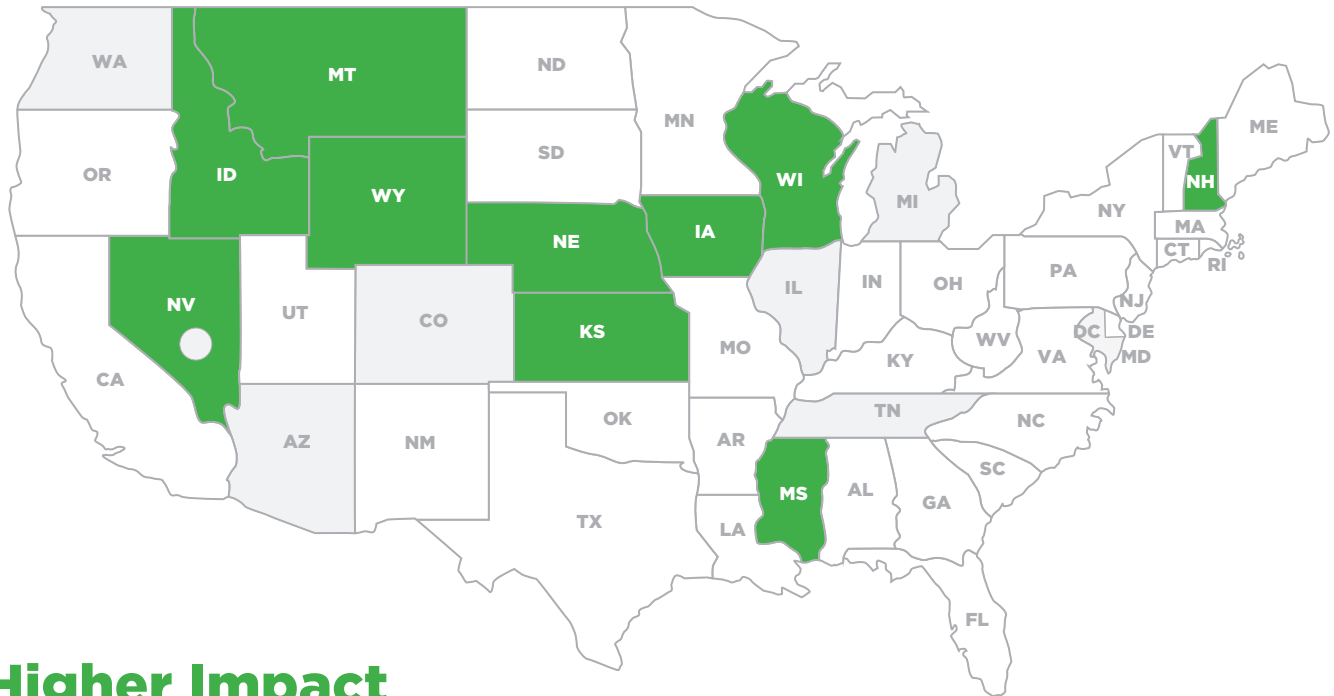 WA
MT
ND
MN
ME
OR
ID
SD
VT
WY
WI
NH
MI
NY
MA
NE
IA
CT
RI
NV
UT
CO
IL
IN
OH
PA
NJ
KS
MO
WV
DC
DE
CA
KY
VA
MD
AZ
NM
OK
TN
NC
AR
MS
AL
SC
GA
TX
LA
FL
Higher Impact